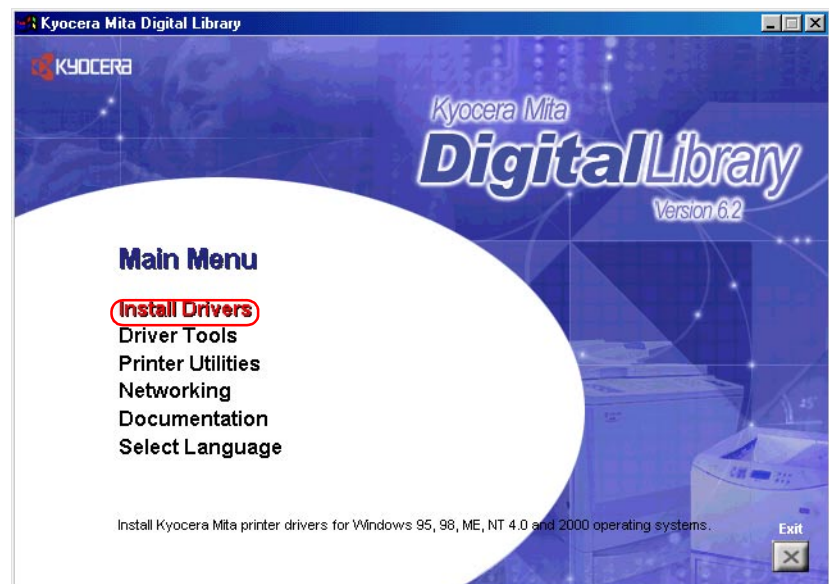 Kyocera Mita Digital Library
KYOCERA
Kyocera Mita
DigitalLibrary
Version 6.2
Main Menu
Install Drivers
Driver Tools
Printer Utilities
Networking
Documentation
Select Language
Install Kyocera Mita printer drivers for Windows 95, 98, ME, NT 4.0 and 2000 operating systems.
Exit